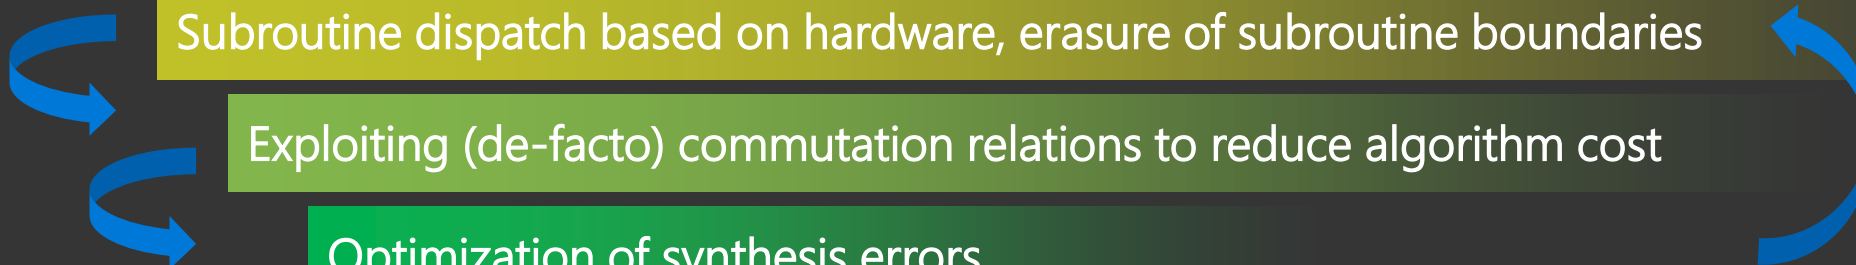 Subroutine dispatch based on hardware, erasure of subroutine boundaries
Exploiting (de-facto) commutation relations to reduce algorithm cost
Optimization of synthesis errors